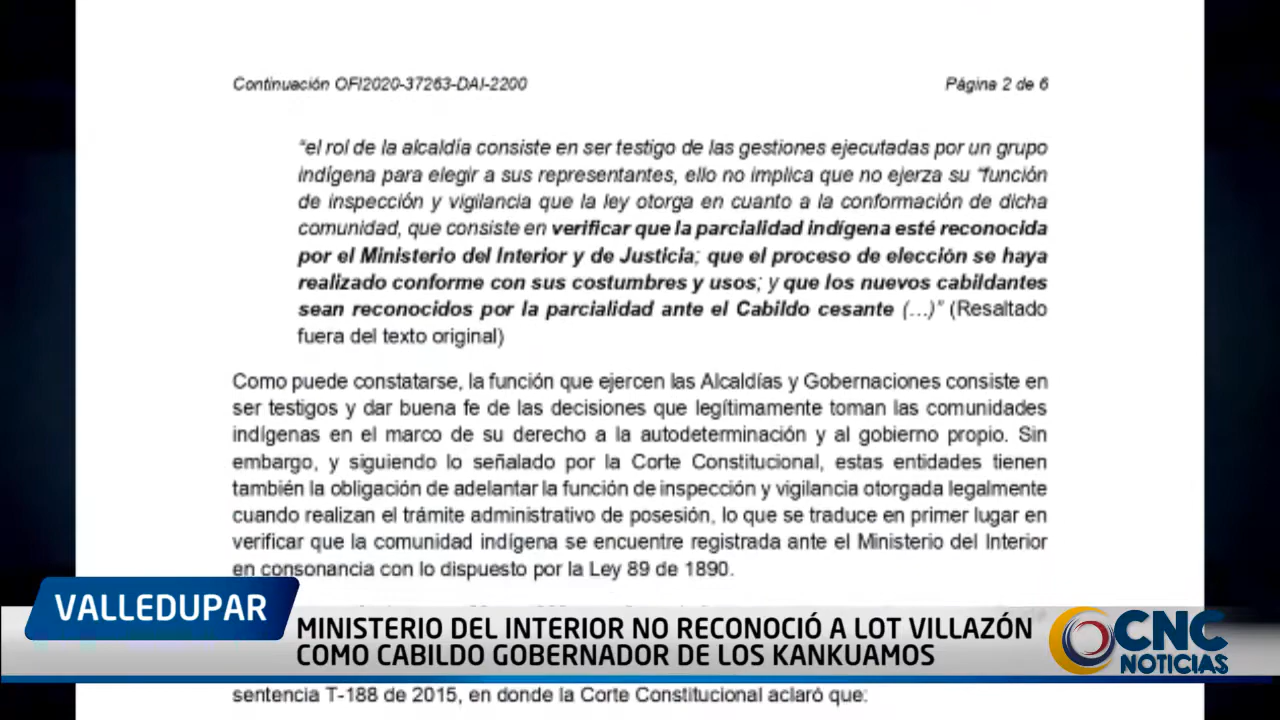 Continuación OFI2020-37263-DAI-2200 Página 2 de 6
“el rol de la alcaldía consiste en ser testigo de las gestiones ejecutadas por un grupo
indígena para elegir a sus representantes, ello no implica que no ejerza su “función
de inspección y vigilancia que la ley otorga en cuanto a la conformación de dicha
comunidad, que consiste en verificar que la parcialidad indígena esté reconocida
por el Ministerio del Interior y de Justicia; que el proceso de elección se haya
realizado conforme con sus costumbres y usos; y que los nuevos cabildantes
sean reconocidos por la parcialidad ante el Cabildo cesante (...)” (Resaltado
fuera del texto original)
Como puede constatarse, la función que ejercen las Alcaldías y Gobernaciones consiste en
ser testigos y dar buena fe de las decisiones que legítimamente toman las comunidades
indígenas en el marco de su derecho a la autodeterminación y al gobierno propio. Sin
embargo, y siguiendo lo señalado por la Corte Constitucional, estas entidades tienen
también la obligación de adelantar la función de inspección y vigilancia otorgada legalmente
cuando realizan el trámite administrativo de posesión, lo que se traduce en primer lugar en
verificar que la comunidad indígena se encuentre registrada ante el Ministerio del Interior
en consonancia con lo dispuesto por la Ley 89 de 1890.
VALLEDUPAR
MINISTERIO DEL INTERIOR NO RECONOCIÓ A LOT VILLAZÓN
COMO CABILDO GOBERNADOR DE LOS KANKUAMOS
CNC
NOTICIAS
sentencia T-188 de 2015, en donde la Corte Constitucional aclaró que: